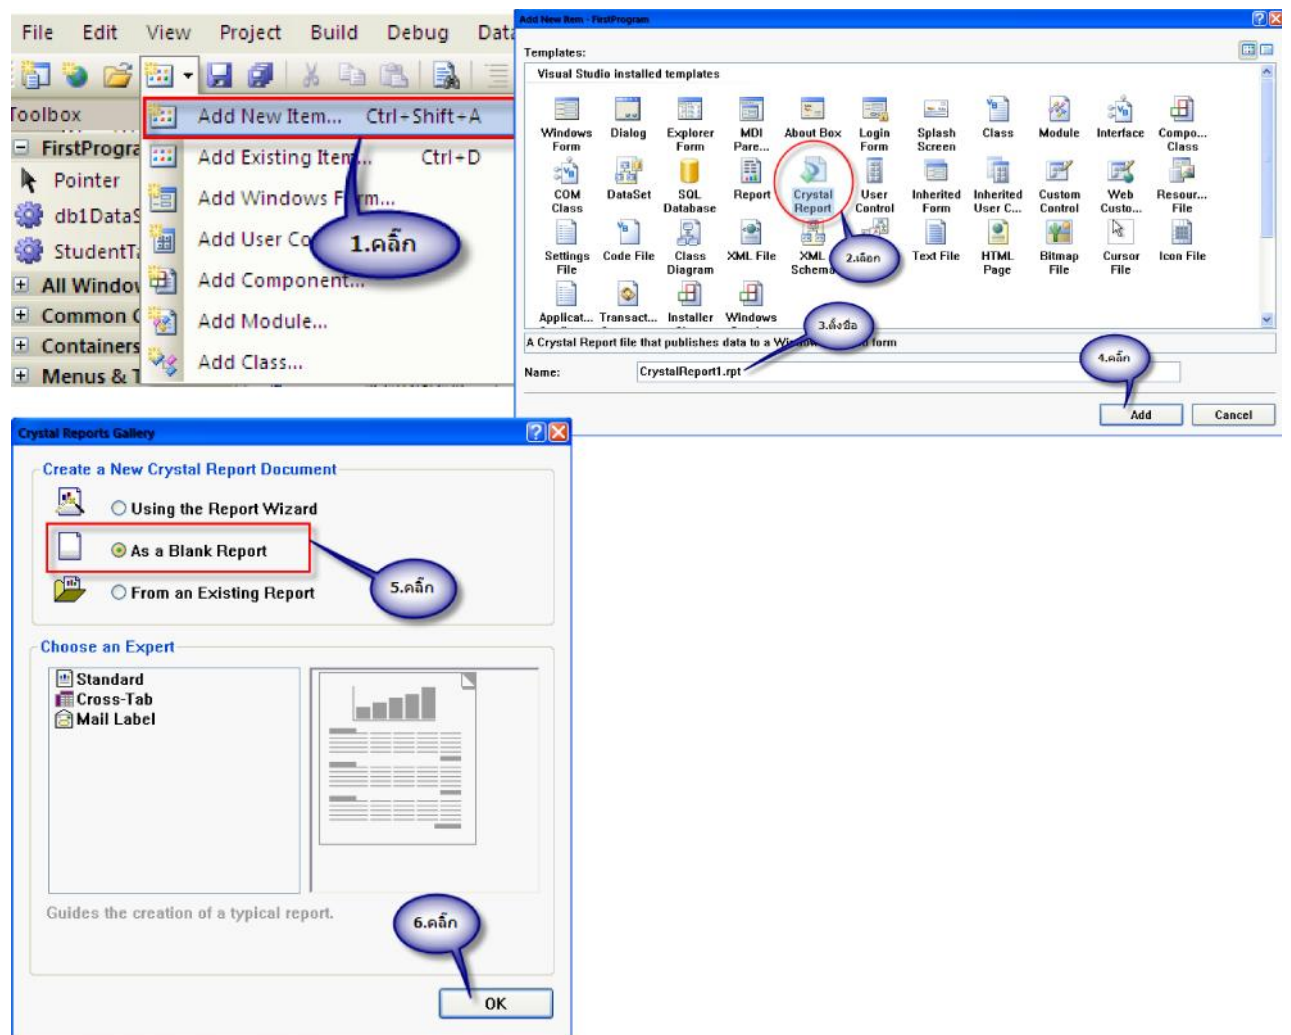 File Edit View Project Build Debug Data
Toolbox
Add New Item... Ctrl+Shift+A
FirstProgra
Add Existing Item... Ctrl+D
Pointer
Add Windows Form...
db1DataS
Add User Co
1.คลิ๊ก
StudentTa
All Window
Add Component...
Common C
Add Module...
Containers
Add Class...
Menus & T
Add New Item - FirstProgram
Templates:
Visual Studio installed templates
Windows Form
Dialog
Explorer Form
MDI Pare...
About Box
Login Form
Splash Screen
Class
Module
Interface
Compo... Class
COM Class
DataSet
SQL Database
Report
Crystal Report
User Control
Inherited Form
Inherited User C...
Custom Control
Web Custo...
Resour... File
Settings File
Code File
Class Diagram
XML File
XML Schema
2.เลือก
Text File
HTML Page
Bitmap File
Cursor File
Icon File
Applicat...
Transact...
Installer
Windows
3.ตั้งชื่อ
A Crystal Report file that publishes data to a Windows form
Name: CrystalReport1.rpt
4.คลิ๊ก
Add Cancel
Crystal Reports Gallery
Create a New Crystal Report Document
Using the Report Wizard
As a Blank Report
From an Existing Report
5.คลิ๊ก
Choose an Expert
Standard
Cross-Tab
Mail Label
Guides the creation of a typical report.
6.คลิ๊ก
OK